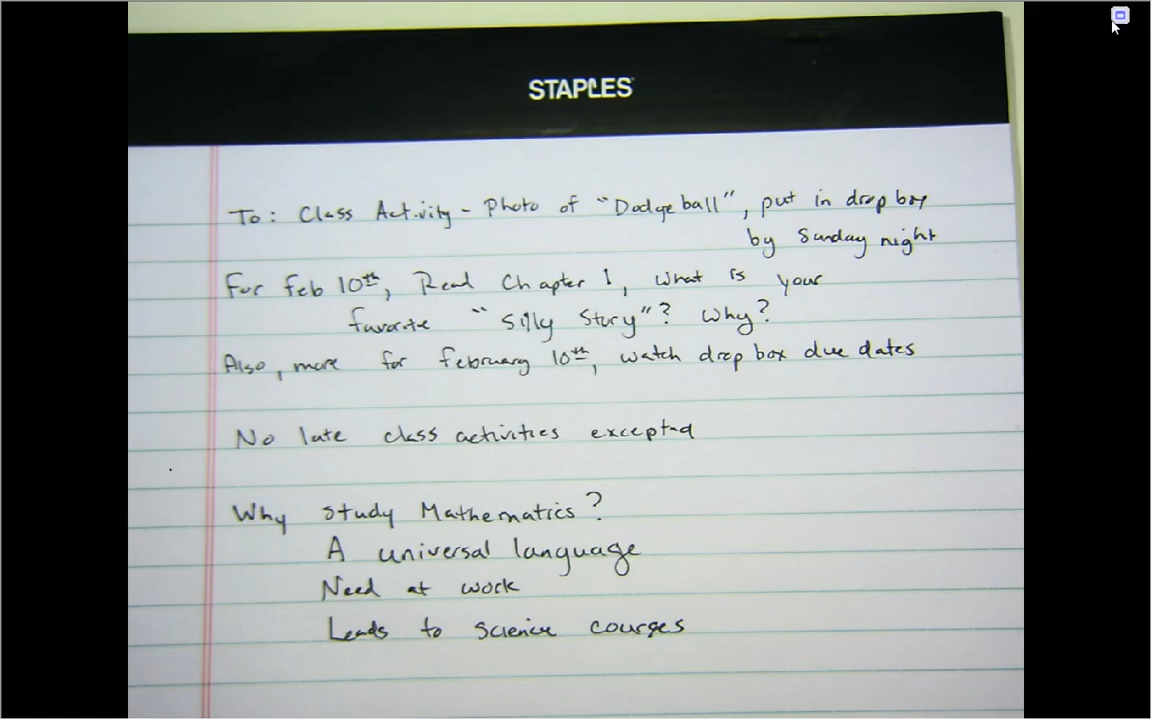 STAPLES
To: Class Activity - Photo of "Dodgeball", put in drop box
by Sunday night
For Feb 10th, Read Chapter 1, What is your
favorite "Silly Story"? Why?
Also, more for February 10th, watch drop box due dates
No late class activities excepted
Why study Mathematics?
A universal language
Need at work
Leads to science courses